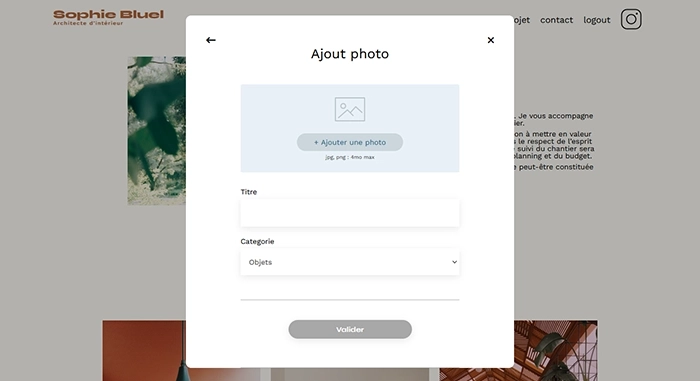 Sophie Bluel
Architecte d'intérieur
ojet contact logout
Ajout photo
+ Ajouter une photo
jpg, png : 4mo max
Titre
Categorie
Objets
Valider
. Je vous accompagne
ier.
on à mettre en valeur
s le respect de l'esprit
suivi du chantier sera
planning et du budget.
e peut-être constituée